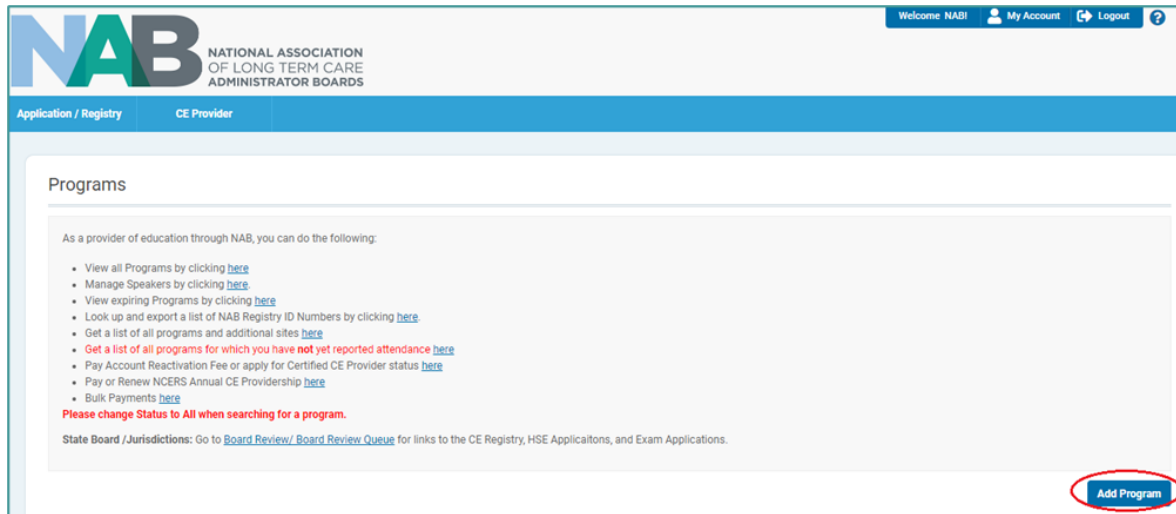 Welcome NAB! My Account Logout ?
NAB
NATIONAL ASSOCIATION
OF LONG TERM CARE
ADMINISTRATOR BOARDS
Application / Registry CE Provider
Programs
As a provider of education through NAB, you can do the following:
View all Programs by clicking here
Manage Speakers by clicking here.
View expiring Programs by clicking here
Look up and export a list of NAB Registry ID Numbers by clicking here.
Get a list of all programs and additional sites here
Get a list of all programs for which you have not yet reported attendance here
Pay Account Reactivation Fee or apply for Certified CE Provider status here
Pay or Renew NCERS Annual CE Providership here
Bulk Payments here
Please change Status to All when searching for a program.
State Board /Jurisdictions: Go to Board Review/ Board Review Queue for links to the CE Registry, HSE Applicaitons, and Exam Applications.
Add Program